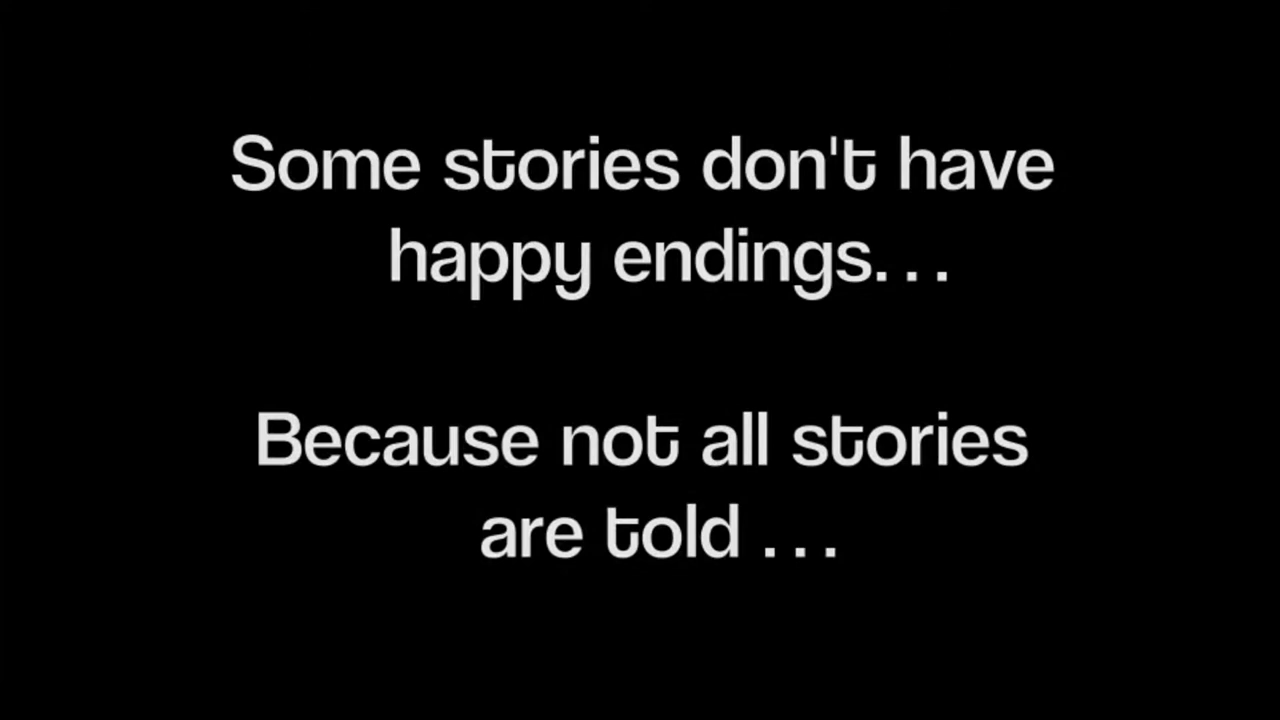 Some stories don't have
happy endings...
Because not all stories
are told ...